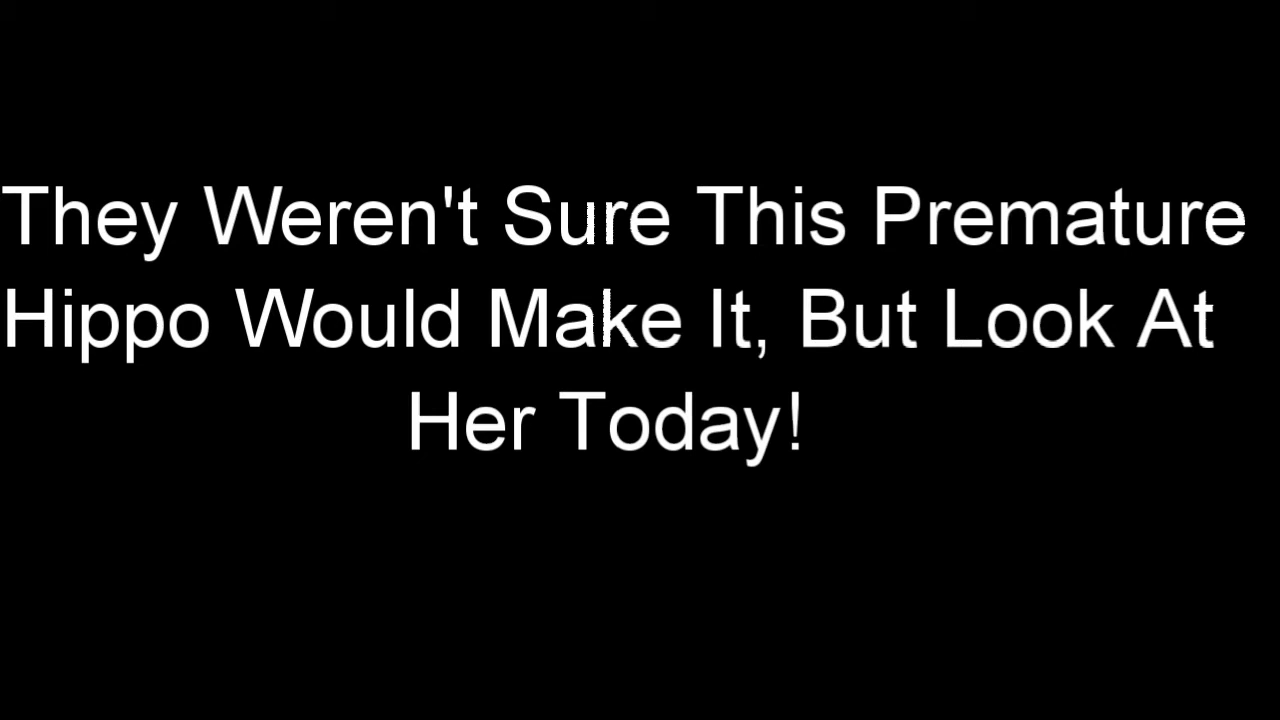 They Weren't Sure This Premature
Hippo Would Make It, But Look At
Her Today!